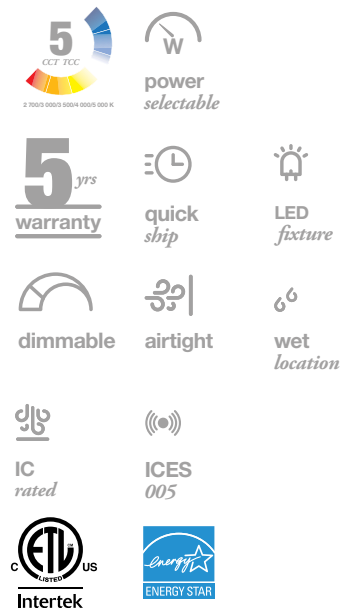 5
CCT TCC
2 700/3 000/3 500/4 000/5 000 K
W
power
selectable
5 yrs
warranty
quick
ship
LED
fixture
dimmable
airtight
wet
location
IC
rated
ICES
005
C ETL US
LISTED
Intertek
energy
ENERGY STAR